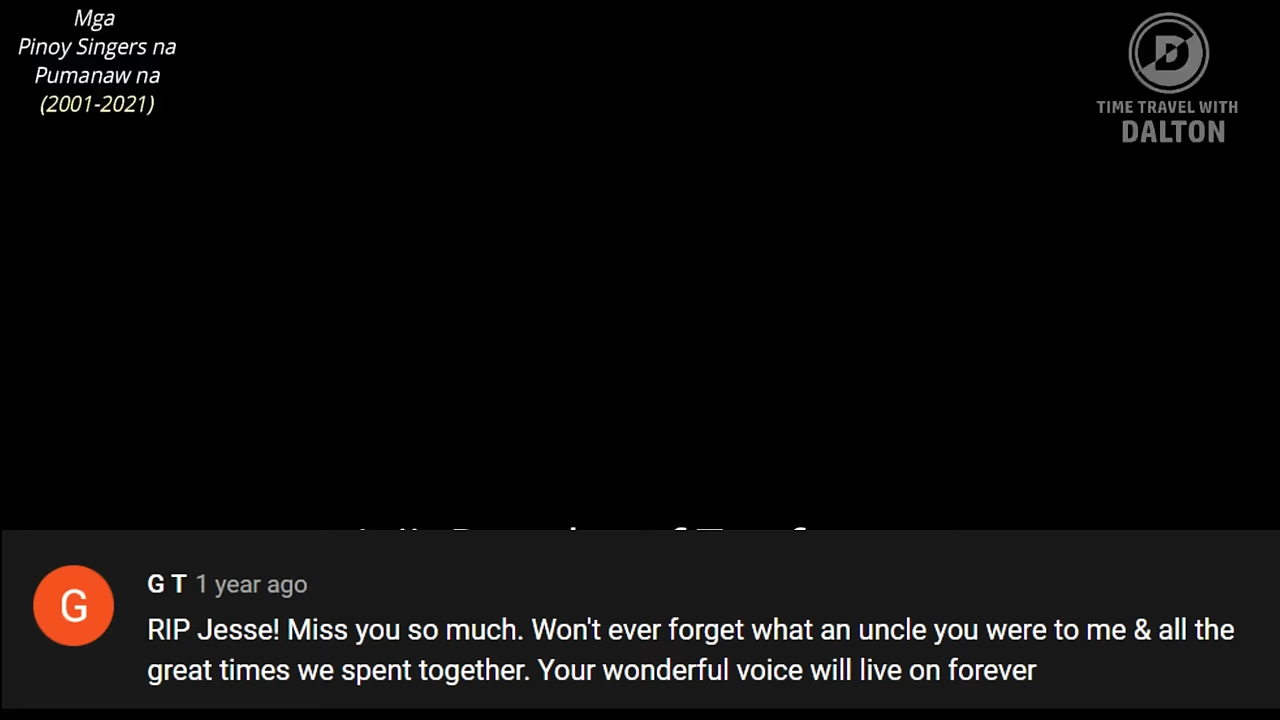 Mga
Pinoy Singers na
Pumanaw na
(2001-2021)
D
TIME TRAVEL WITH
DALTON
G
G T 1 year ago
RIP Jesse! Miss you so much. Won't ever forget what an uncle you were to me & all the
great times we spent together. Your wonderful voice will live on forever